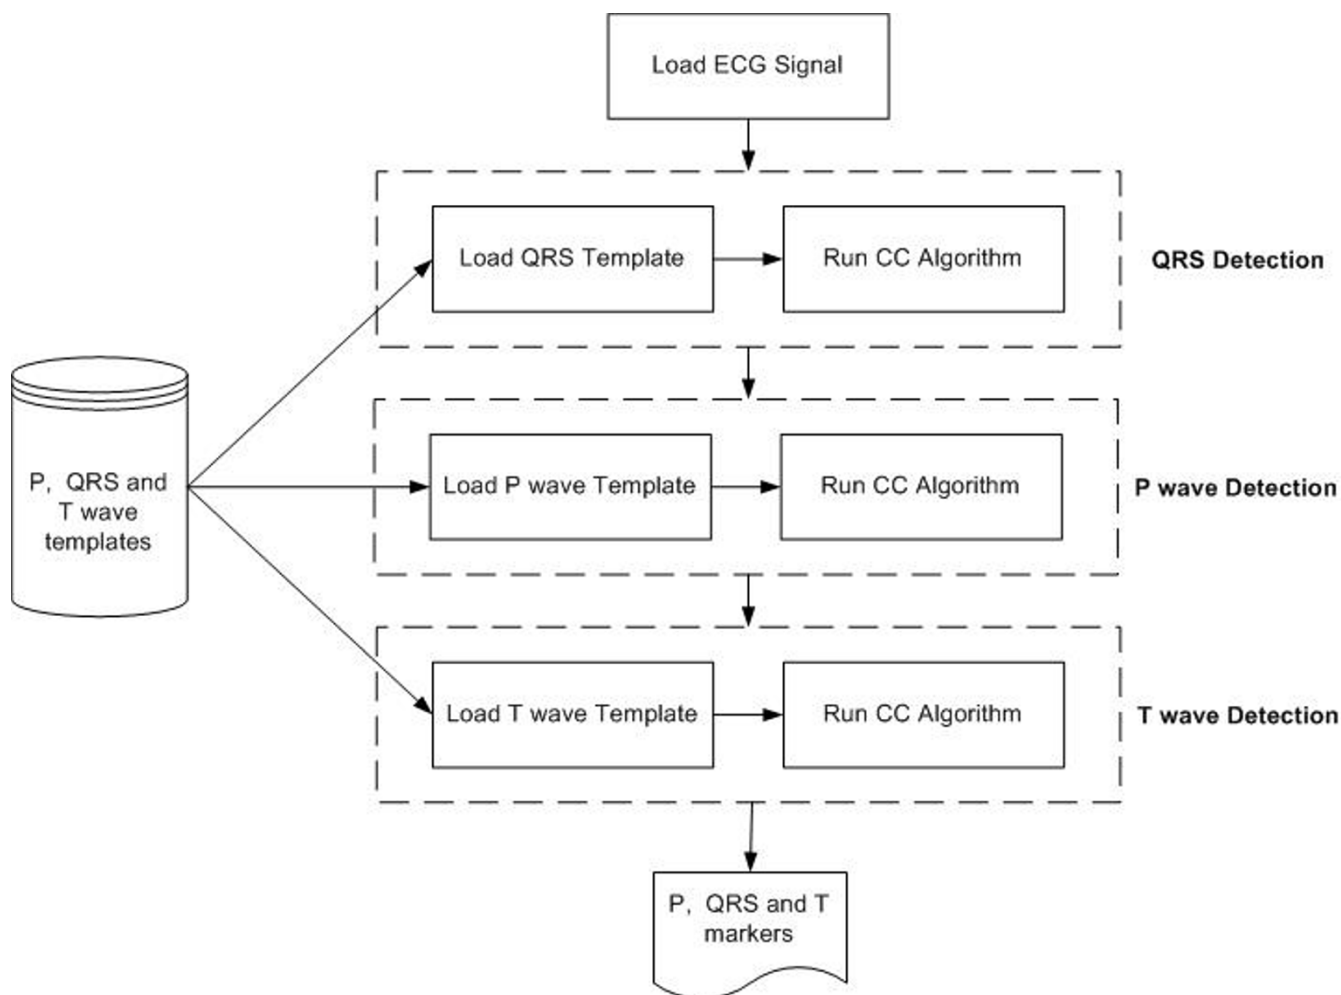 Load ECG Signal
Load QRS Template
Run CC Algorithm
QRS Detection
P, QRS and
T wave
templates
Load P wave Template
Run CC Algorithm
P wave Detection
Load T wave Template
Run CC Algorithm
T wave Detection
P, QRS and T
markers